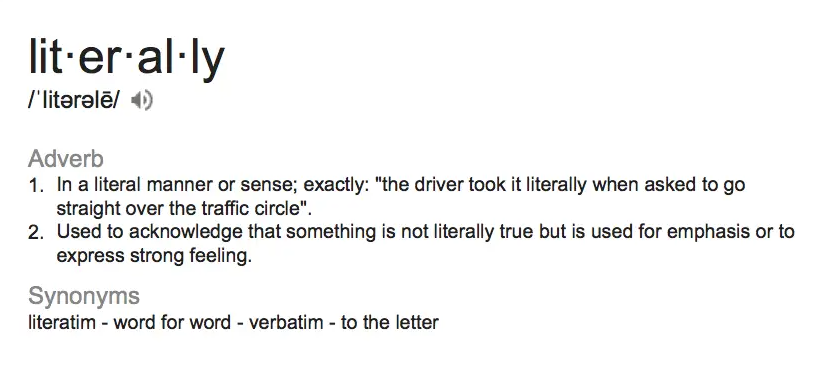 lit·er·al·ly
/ˈlitərəlē/
Adverb
1. In a literal manner or sense; exactly: "the driver took it literally when asked to go
straight over the traffic circle".
2. Used to acknowledge that something is not literally true but is used for emphasis or to
express strong feeling.
Synonyms
literatim - word for word - verbatim - to the letter